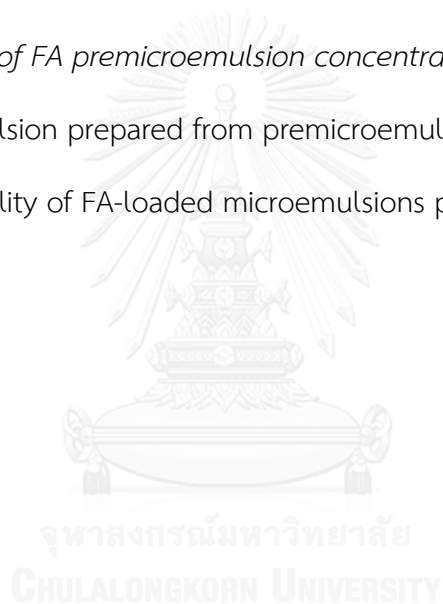 of FA premicroemulsion concentra
lsion prepared from premicroemul
lity of FA-loaded microemulsions p
จุฬาลงกรณ์มหาวิทยาลัย
CHULALONGKORN UNIVERSITY